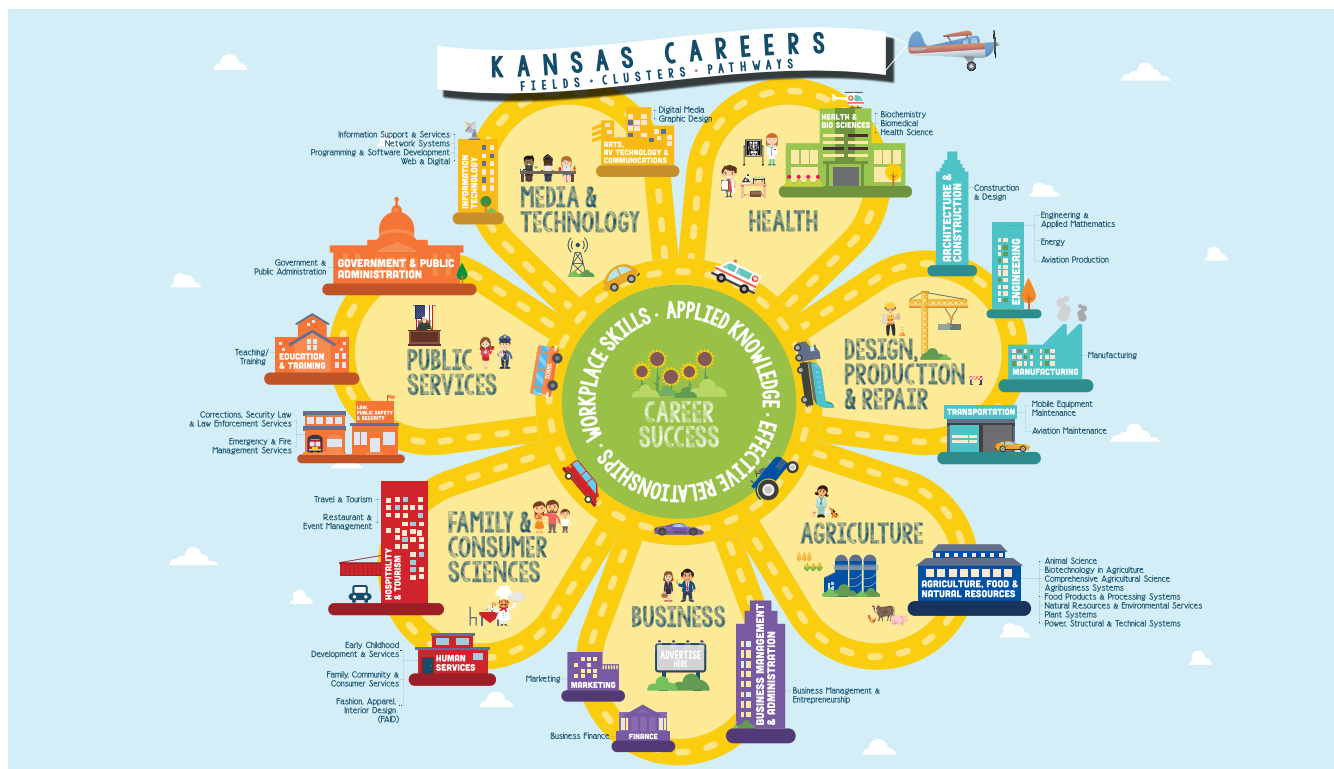 KANSAS CAREERS
FIELDS • CLUSTERS • PATHWAYS
Information Support & Services
Network Systems
Programming & Software Development
Web & Digital
INFORMATION
TECHNOLOGY
Digital Media
Graphic Design
ARTS,
AV TECHNOLOGY &
COMMUNICATIONS
MEDIA &
TECHNOLOGY
HEALTH &
BIO SCIENCES
Biochemistry
Biomedical
Health Science
HEALTH
ARCHITECTURE &
CONSTRUCTION
Construction
& Design
ENGINEERING
Engineering &
Applied Mathematics
Energy
Aviation Production
MANUFACTURING
Manufacturing
TRANSPORTATION
Mobile Equipment
Maintenance
Aviation Maintenance
DESIGN,
PRODUCTION
& REPAIR
Government &
Public Administration
GOVERNMENT & PUBLIC
ADMINISTRATION
Teaching/
Training
EDUCATION
& TRAINING
Corrections, Security Law
& Law Enforcement Services
Emergency & Fire
Management Services
LAW,
PUBLIC SAFETY
& SECURITY
PUBLIC
SERVICES
SCHOOL
WORKPLACE SKILLS • APPLIED KNOWLEDGE • EFFECTIVE RELATIONSHIPS •
CAREER
SUCCESS
Travel & Tourism
Restaurant &
Event Management
HOSPITALITY
& TOURISM
FAMILY &
CONSUMER
SCIENCES
Early Childhood
Development & Services
Family, Community &
Consumer Services
Fashion, Apparel,
Interior Design
(FAID)
HUMAN
SERVICES
BUSINESS
ADVERTISE
HERE
Marketing
MARKETING
Business Finance
FINANCE
BUSINESS MANAGEMENT
& ADMINISTRATION
Business Management &
Entrepreneurship
AGRICULTURE
AGRICULTURE, FOOD &
NATURAL RESOURCES
Animal Science
Biotechnology in Agriculture
Comprehensive Agricultural Science
Agribusiness Systems
Food Products & Processing Systems
Natural Resources & Environmental Services
Plant Systems
Power, Structural & Technical Systems